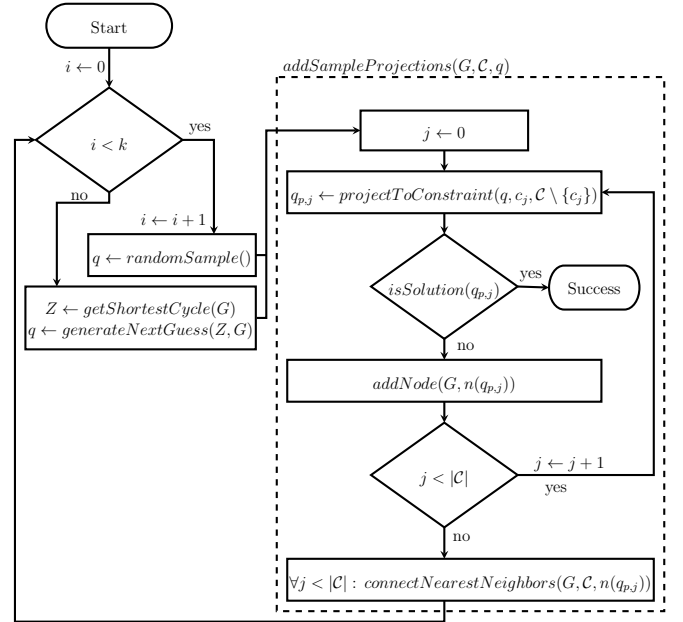 Start
i ← 0
addSampleProjections(G, 𝒞, q)
j ← 0
i < k
yes
no
q_{p,j} ← projectToConstraint(q, c_j, 𝒞 \ {c_j})
i ← i + 1
q ← randomSample()
isSolution(q_{p,j})
yes
Success
Z ← getShortestCycle(G)
q ← generateNextGuess(Z, G)
no
addNode(G, n(q_{p,j}))
j < |𝒞|
j ← j + 1
yes
no
∀j < |𝒞| : connectNearestNeighbors(G, 𝒞, n(q_{p,j}))